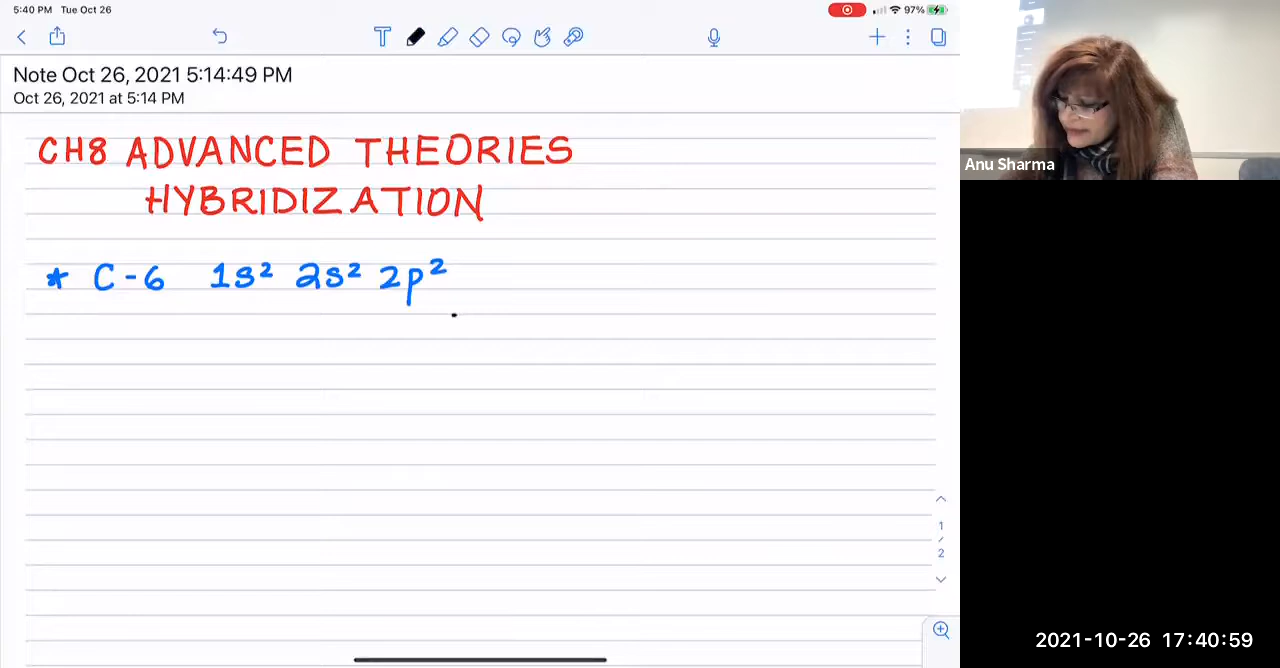 5:40 PM Tue Oct 26
97%
Note Oct 26, 2021 5:14:49 PM
Oct 26, 2021 at 5:14 PM
CH8 ADVANCED THEORIES
HYBRIDIZATION
* C-6 1s² 2s² 2p²
1
/
2
Anu Sharma
2021-10-26 17:40:59